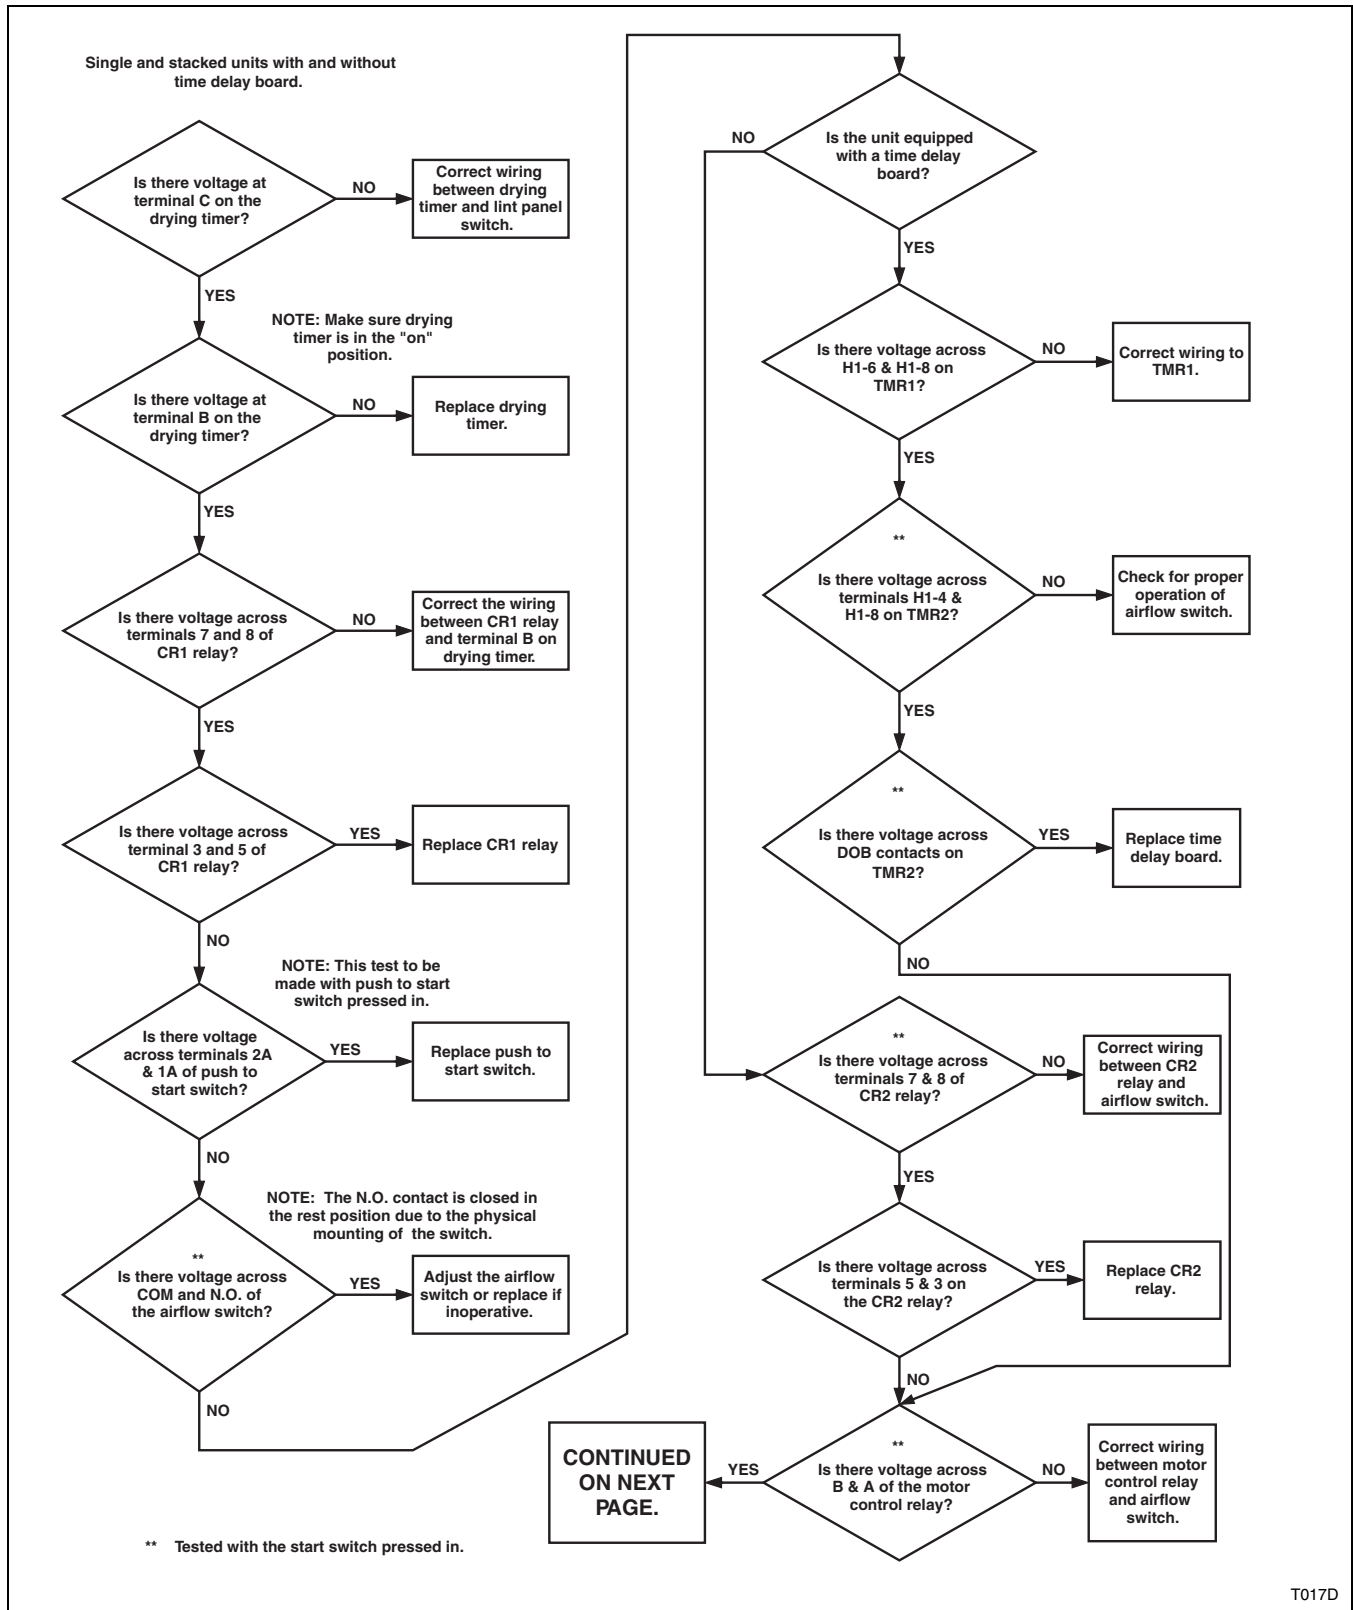 Single and stacked units with and without
time delay board.
Is there voltage at
terminal C on the
drying timer?
NO
Correct wiring
between drying
timer and lint panel
switch.
YES
NOTE: Make sure drying
timer is in the "on"
position.
Is there voltage at
terminal B on the
drying timer?
NO
Replace drying
timer.
YES
Is there voltage across
terminals 7 and 8 of
CR1 relay?
NO
Correct the wiring
between CR1 relay
and terminal B on
drying timer.
YES
Is there voltage across
terminal 3 and 5 of
CR1 relay?
YES
Replace CR1 relay
NO
NOTE: This test to be
made with push to start
switch pressed in.
Is there voltage
across terminals 2A
& 1A of push to
start switch?
YES
Replace push to
start switch.
NO
NOTE: The N.O. contact is closed in
the rest position due to the physical
mounting of the switch.
**
Is there voltage across
COM and N.O. of
the airflow switch?
YES
Adjust the airflow
switch or replace if
inoperative.
NO
Is the unit equipped
with a time delay
board?
NO
YES
Is there voltage across
H1-6 & H1-8 on
TMR1?
NO
Correct wiring to
TMR1.
YES
**
Is there voltage across
terminals H1-4 &
H1-8 on TMR2?
NO
Check for proper
operation of
airflow switch.
YES
**
Is there voltage across
DOB contacts on
TMR2?
YES
Replace time
delay board.
NO
**
Is there voltage across
terminals 7 & 8 of
CR2 relay?
NO
Correct wiring
between CR2
relay and
airflow switch.
YES
Is there voltage across
terminals 5 & 3 on
the CR2 relay?
YES
Replace CR2
relay.
NO
**
Is there voltage across
B & A of the motor
control relay?
NO
Correct wiring
between motor
control relay
and airflow
switch.
YES
CONTINUED
ON NEXT
PAGE.
** Tested with the start switch pressed in.
T017D